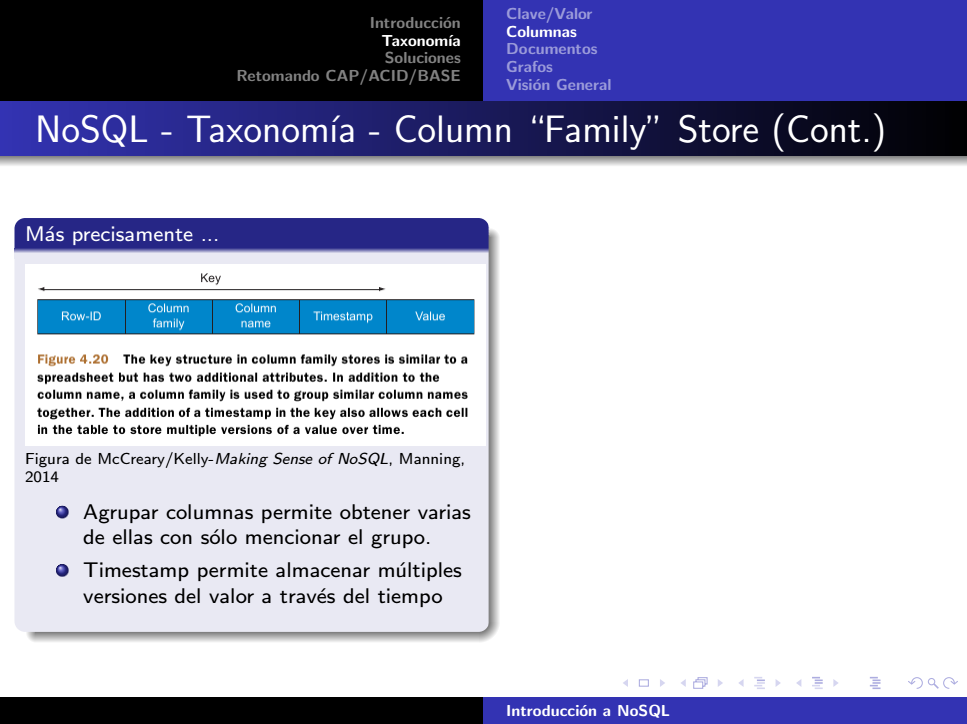 Introducción
Taxonomía
Soluciones
Retomando CAP/ACID/BASE
Clave/Valor
Columnas
Documentos
Grafos
Visión General
NoSQL - Taxonomía - Column “Family” Store (Cont.)
Más precisamente ...
Key
Row-ID
Column family
Column name
Timestamp
Value
Figure 4.20 The key structure in column family stores is similar to a
spreadsheet but has two additional attributes. In addition to the
column name, a column family is used to group similar column names
together. The addition of a timestamp in the key also allows each cell
in the table to store multiple versions of a value over time.
Figura de McCreary/Kelly-Making Sense of NoSQL, Manning,
2014
Agrupar columnas permite obtener varias
de ellas con sólo mencionar el grupo.
Timestamp permite almacenar múltiples
versiones del valor a través del tiempo
Introducción a NoSQL